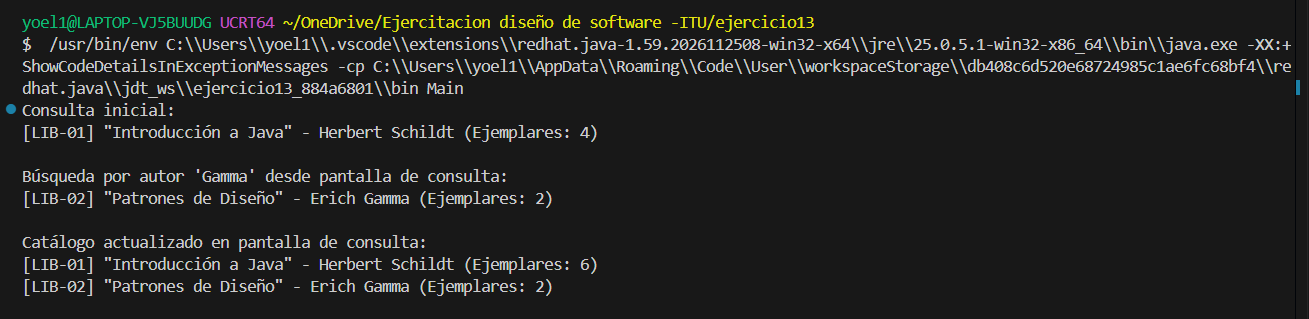 yoel1@LAPTOP-VJ5BUUDG UCRT64 ~/OneDrive/Ejercitacion diseño de software -ITU/ejercicio13
$  /usr/bin/env C:\\Users\\yoel1\\.vscode\\extensions\\redhat.java-1.59.2026112508-win32-x64\\jre\\25.0.5.1-win32-x86_64\\bin\\java.exe -XX:+
ShowCodeDetailsInExceptionMessages -cp C:\\Users\\yoel1\\AppData\\Roaming\\Code\\User\\workspaceStorage\\db408c6d520e68724985c1ae6fc68bf4\\re
dhat.java\\jdt_ws\\ejercicio13_884a6801\\bin Main
Consulta inicial:
[LIB-01] "Introducción a Java" - Herbert Schildt (Ejemplares: 4)
Búsqueda por autor 'Gamma' desde pantalla de consulta:
[LIB-02] "Patrones de Diseño" - Erich Gamma (Ejemplares: 2)
Catálogo actualizado en pantalla de consulta:
[LIB-01] "Introducción a Java" - Herbert Schildt (Ejemplares: 6)
[LIB-02] "Patrones de Diseño" - Erich Gamma (Ejemplares: 2)